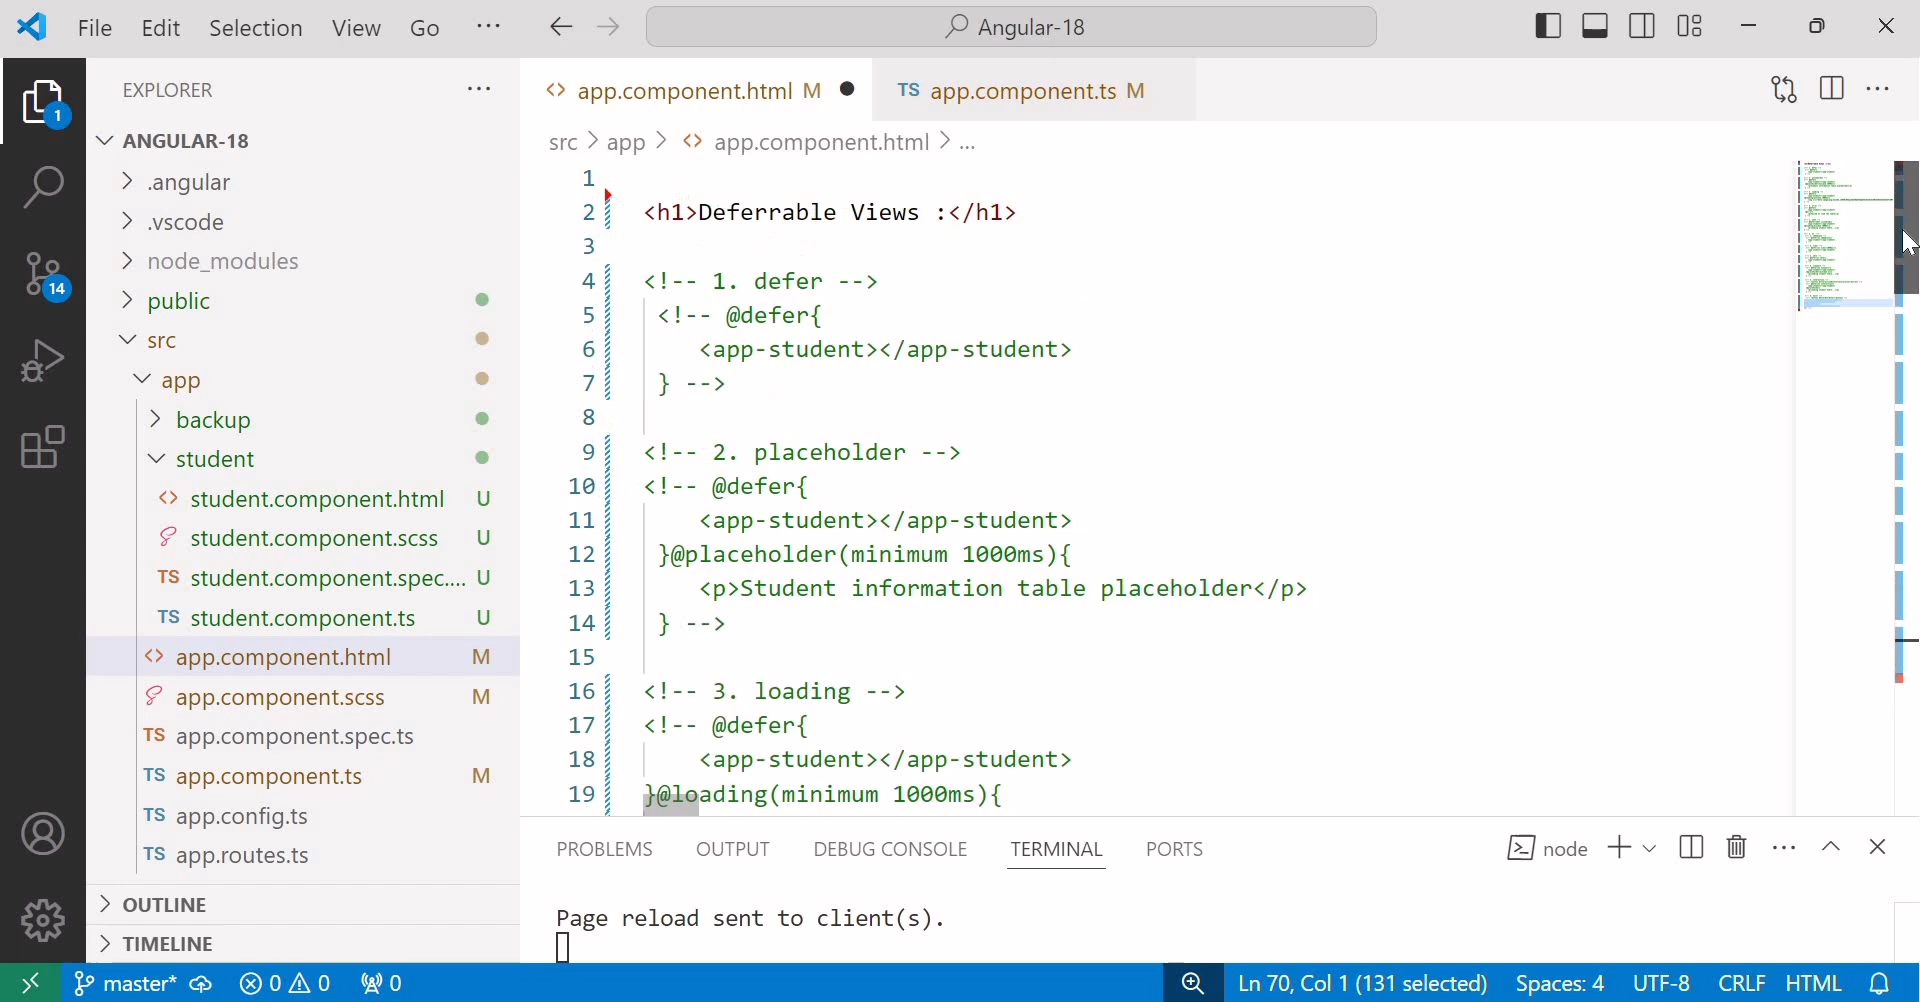 File Edit Selection View Go ···
Angular-18
EXPLORER ···
ANGULAR-18
.angular
.vscode
node_modules
public
src
app
backup
student
student.component.html U
student.component.scss U
TS student.component.spec.... U
TS student.component.ts U
app.component.html M
app.component.scss M
TS app.component.spec.ts
TS app.component.ts M
TS app.config.ts
TS app.routes.ts
OUTLINE
TIMELINE
1
14
<> app.component.html M ●
TS app.component.ts M
src > app > <> app.component.html > ...
1
2 <h1>Deferrable Views :</h1>
3
4 <!-- 1. defer -->
5 <!-- @defer{
6 <app-student></app-student>
7 } -->
8
9 <!-- 2. placeholder -->
10 <!-- @defer{
11 <app-student></app-student>
12 }@placeholder(minimum 1000ms){
13 <p>Student information table placeholder</p>
14 } -->
15
16 <!-- 3. loading -->
17 <!-- @defer{
18 <app-student></app-student>
19 }@loading(minimum 1000ms){
PROBLEMS OUTPUT DEBUG CONSOLE TERMINAL PORTS
node
Page reload sent to client(s).
master* 0 0 0
Ln 70, Col 1 (131 selected) Spaces: 4 UTF-8 CRLF HTML